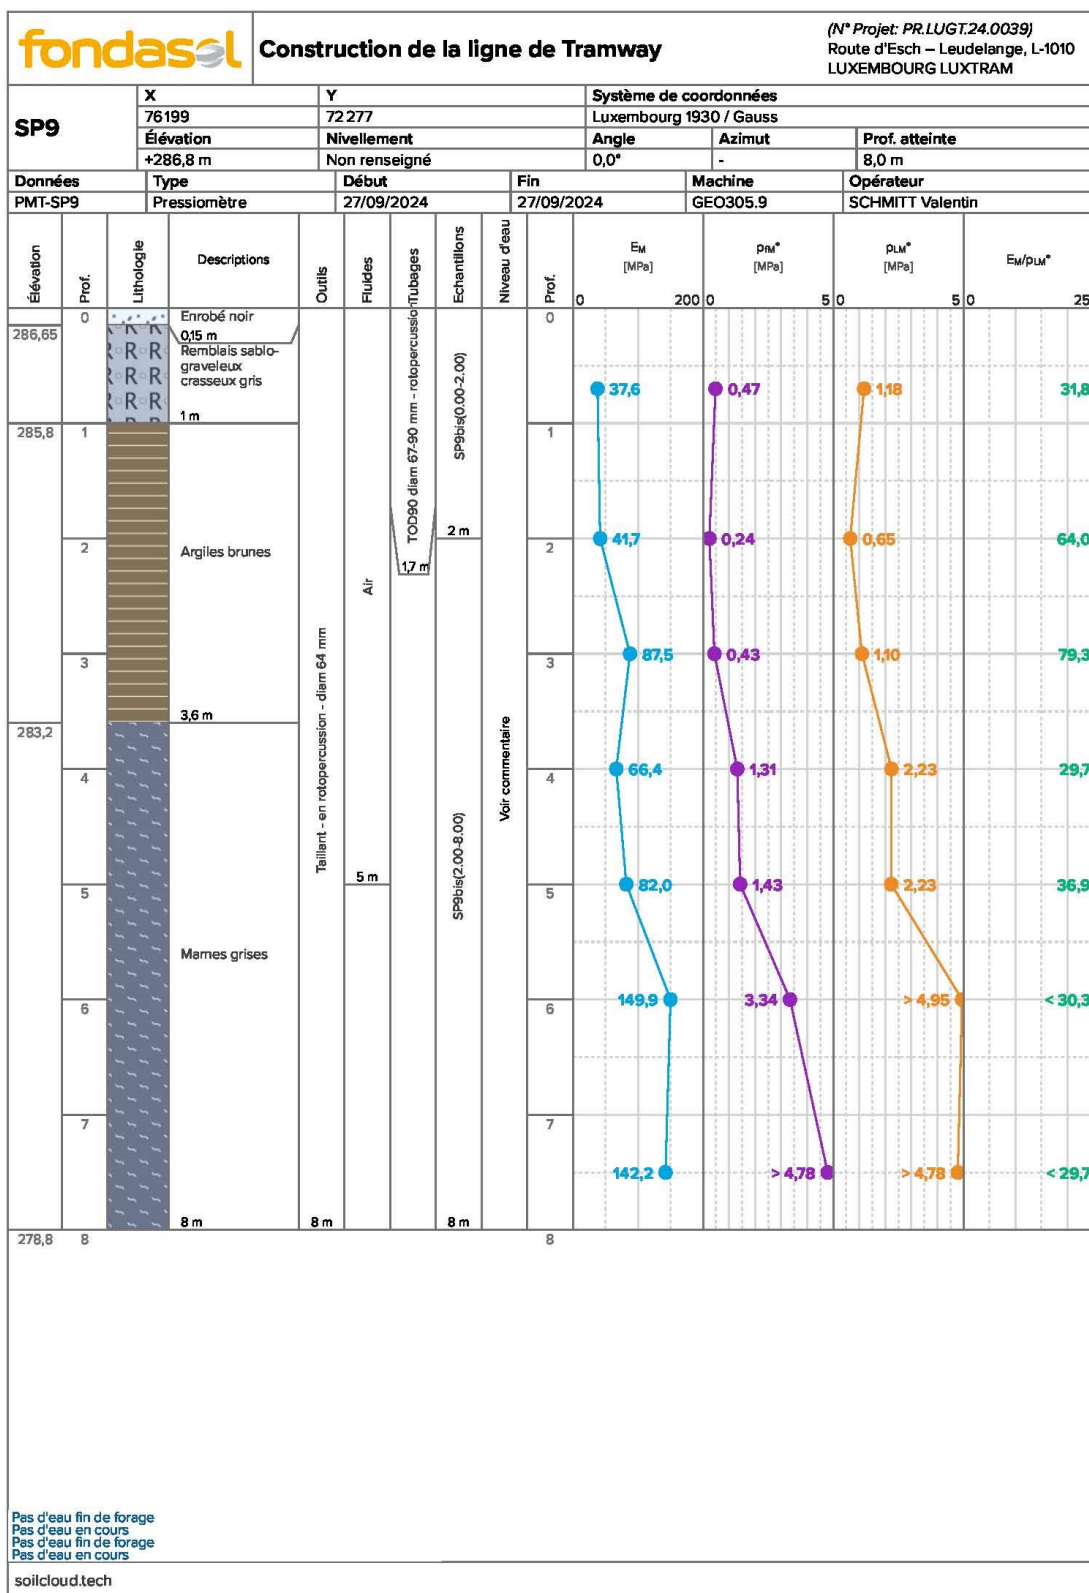 fondasol
Construction de la ligne de Tramway
(N° Projet: PR.LUGT.24.0039)
Route d'Esch – Leudelange, L-1010
LUXEMBOURG LUXTRAM
SP9
X
Y
Système de coordonnées
76 199
72 277
Luxembourg 1930 / Gauss
Élévation
Nivellement
Angle
Azimut
Prof. atteinte
+286,8 m
Non renseigné
0,0°
-
8,0 m
Données
Type
Début
Fin
Machine
Opérateur
PMT-SP9
Pressiomètre
27/09/2024
27/09/2024
GEO305.9
SCHMITT Valentin
Élévation
Prof.
Lithologie
Descriptions
Outils
Fluides
Tubages
Echantillons
Niveau d'eau
Prof.
EM
[MPa]
pfM*
[MPa]
pLM*
[MPa]
EM/pLM*
0
200
0
5
0
5
0
25
0
Enrobé noir
0
286,65
0,15 m
Remblais sablo-
graveleux
crasseux gris
1 m
R R R
R R
R R R
R R
R R R
37,6
0,47
1,18
31,8
285,8
1
1
TOD90 diam 67-90 mm - rotopercussion
SP9bis(0.00-2.00)
2 m
1,7 m
2
Argiles brunes
2
41,7
0,24
0,65
64,0
Air
3
3
87,5
0,43
1,10
79,3
3,6 m
283,2
Taillant - en rotopercussion - diam 64 mm
Voir commentaire
4
4
66,4
1,31
2,23
29,7
SP9bis(2.00-8.00)
5 m
5
5
82,0
1,43
2,23
36,9
Marnes grises
6
6
149,9
3,34
> 4,95
< 30,3
7
7
142,2
> 4,78
> 4,78
< 29,7
8 m
8 m
8 m
278,8
8
8
Pas d'eau fin de forage
Pas d'eau en cours
Pas d'eau fin de forage
Pas d'eau en cours
soilcloud.tech